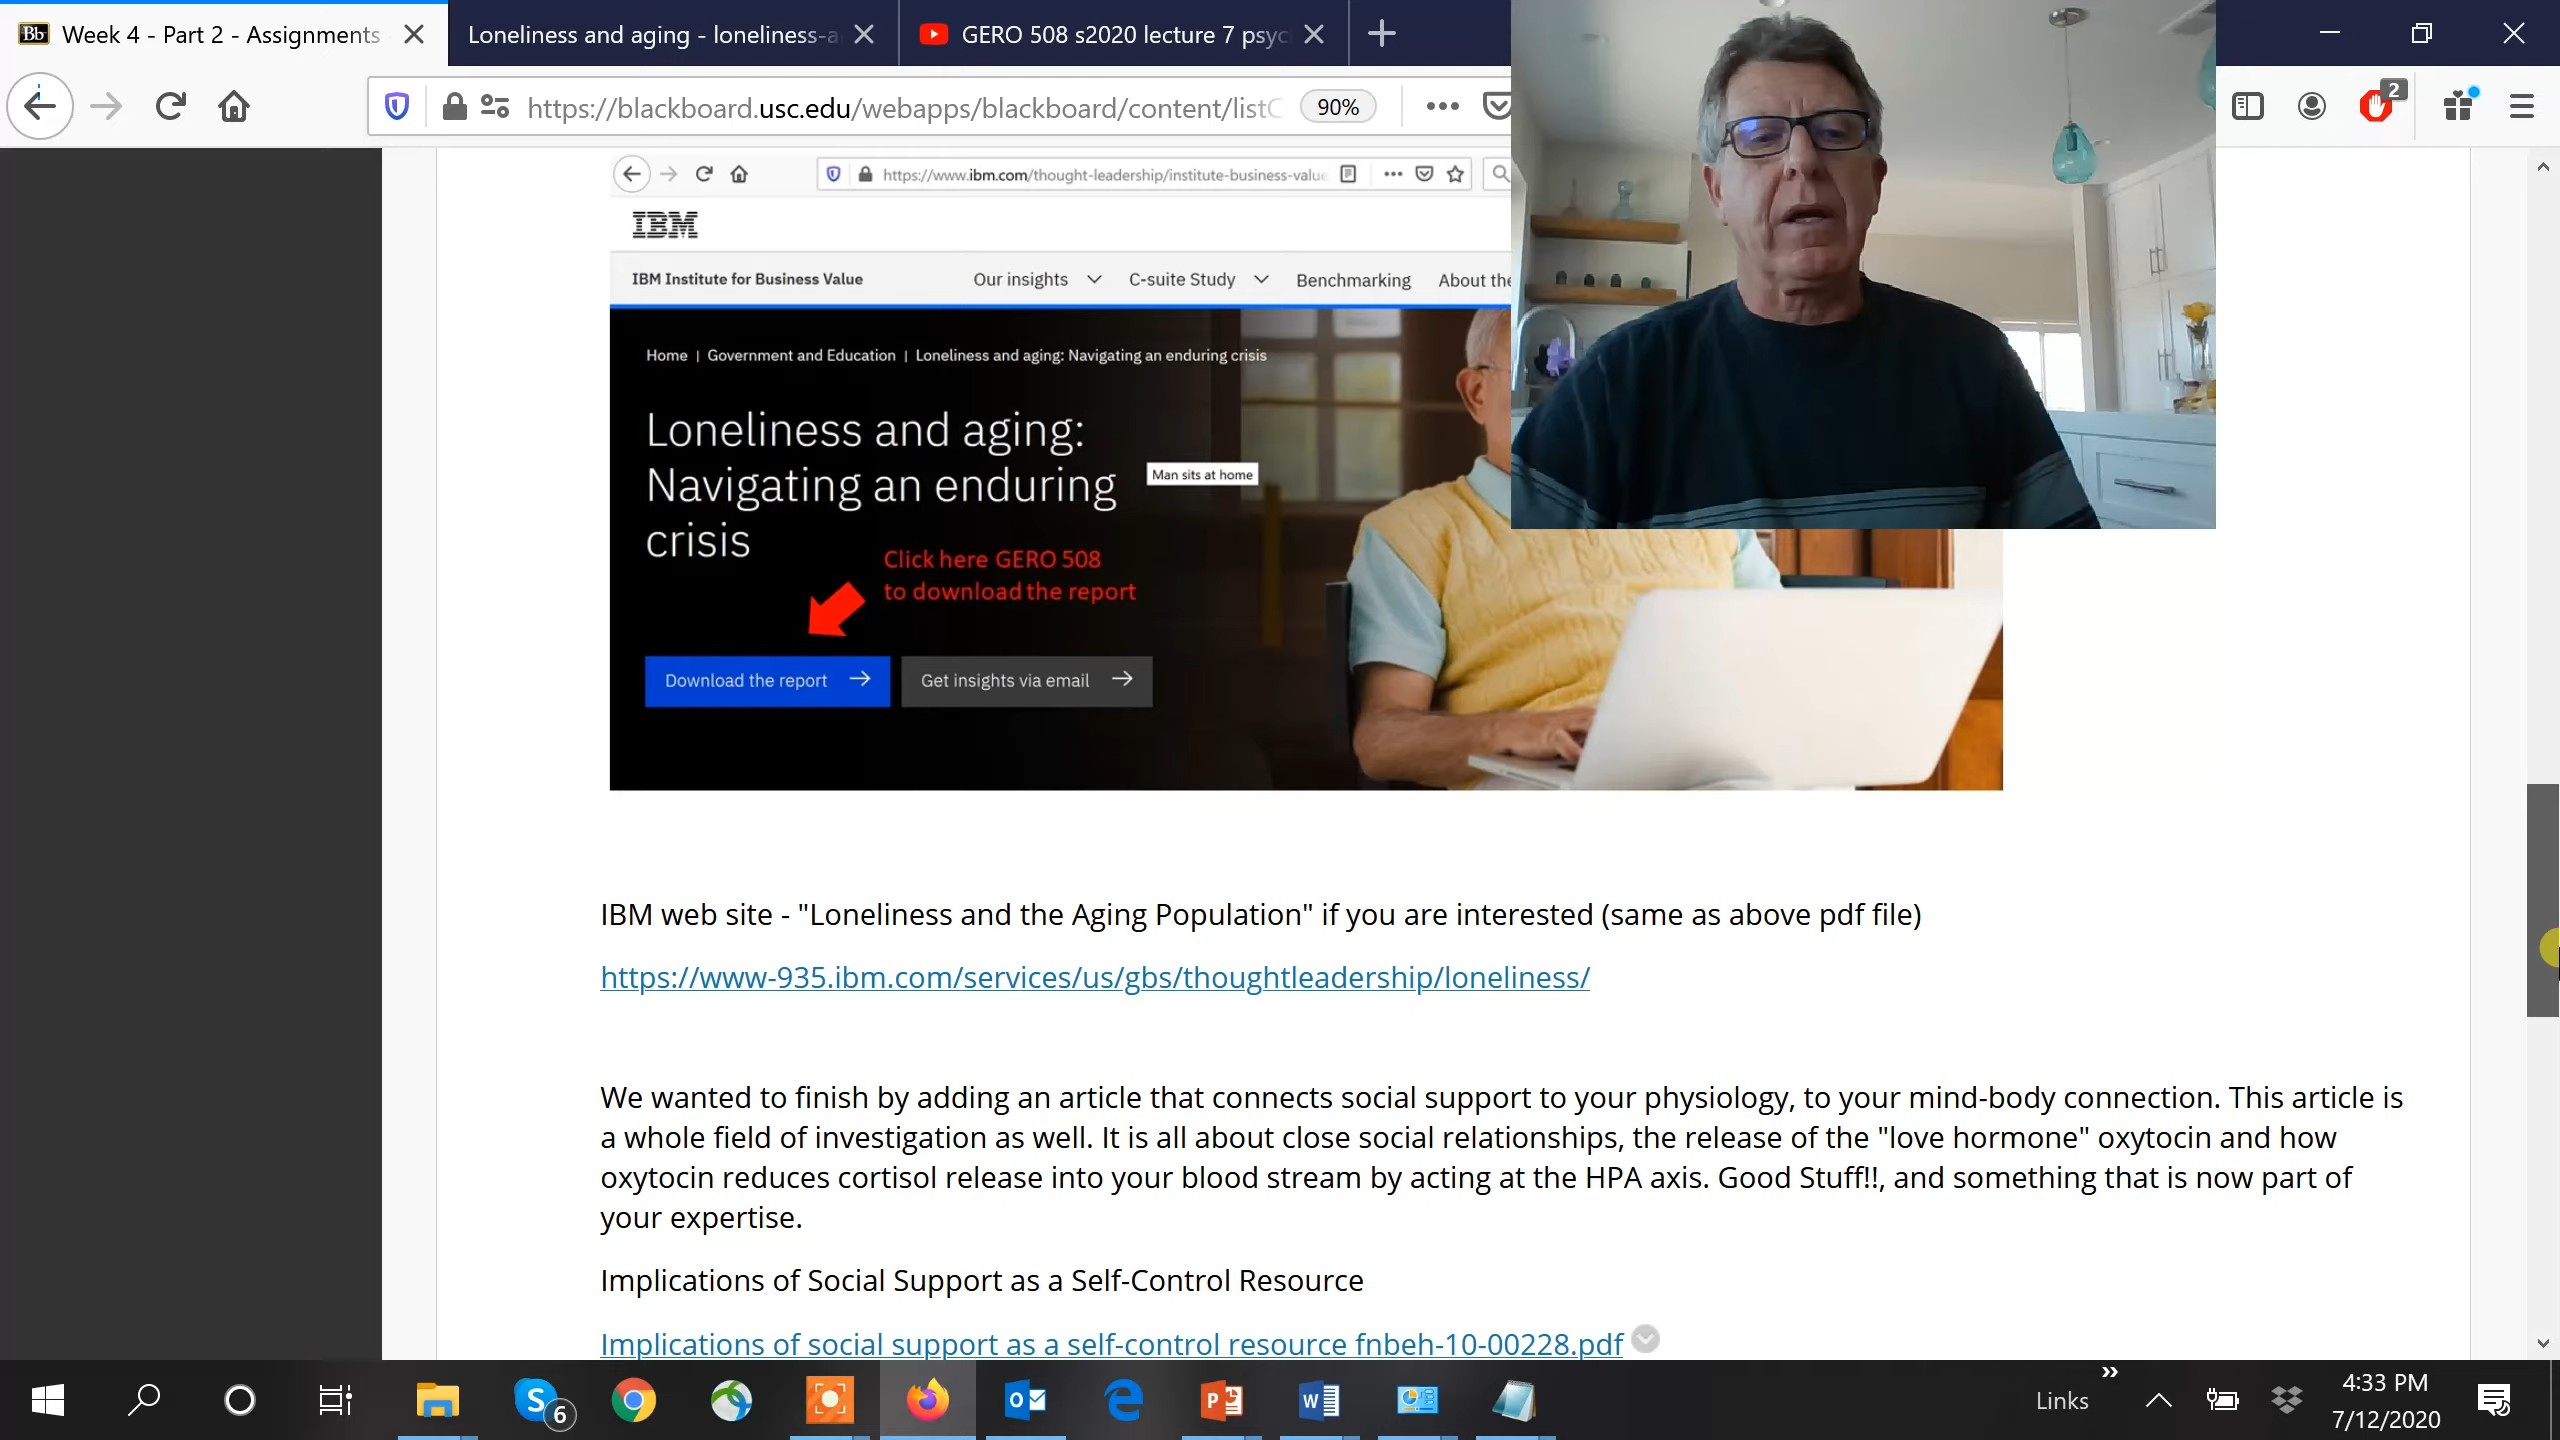 Week 4 - Part 2 - Assignments
Loneliness and aging - loneliness-a
GERO 508 s2020 lecture 7 psyc
https://blackboard.usc.edu/webapps/blackboard/content/listC
90%
2
https://www.ibm.com/thought-leadership/institute-business-value
IBM
IBM Institute for Business Value
Our insights
C-suite Study
Benchmarking
About the
Home | Government and Education | Loneliness and aging: Navigating an enduring crisis
Loneliness and aging:
Navigating an enduring
crisis
Man sits at home
Click here GERO 508
to download the report
Download the report
Get insights via email
IBM web site - "Loneliness and the Aging Population" if you are interested (same as above pdf file)
https://www-935.ibm.com/services/us/gbs/thoughtleadership/loneliness/
We wanted to finish by adding an article that connects social support to your physiology, to your mind-body connection. This article is
a whole field of investigation as well. It is all about close social relationships, the release of the "love hormone" oxytocin and how
oxytocin reduces cortisol release into your blood stream by acting at the HPA axis. Good Stuff!!, and something that is now part of
your expertise.
Implications of Social Support as a Self-Control Resource
Implications of social support as a self-control resource fnbeh-10-00228.pdf
6
Links
4:33 PM
7/12/2020